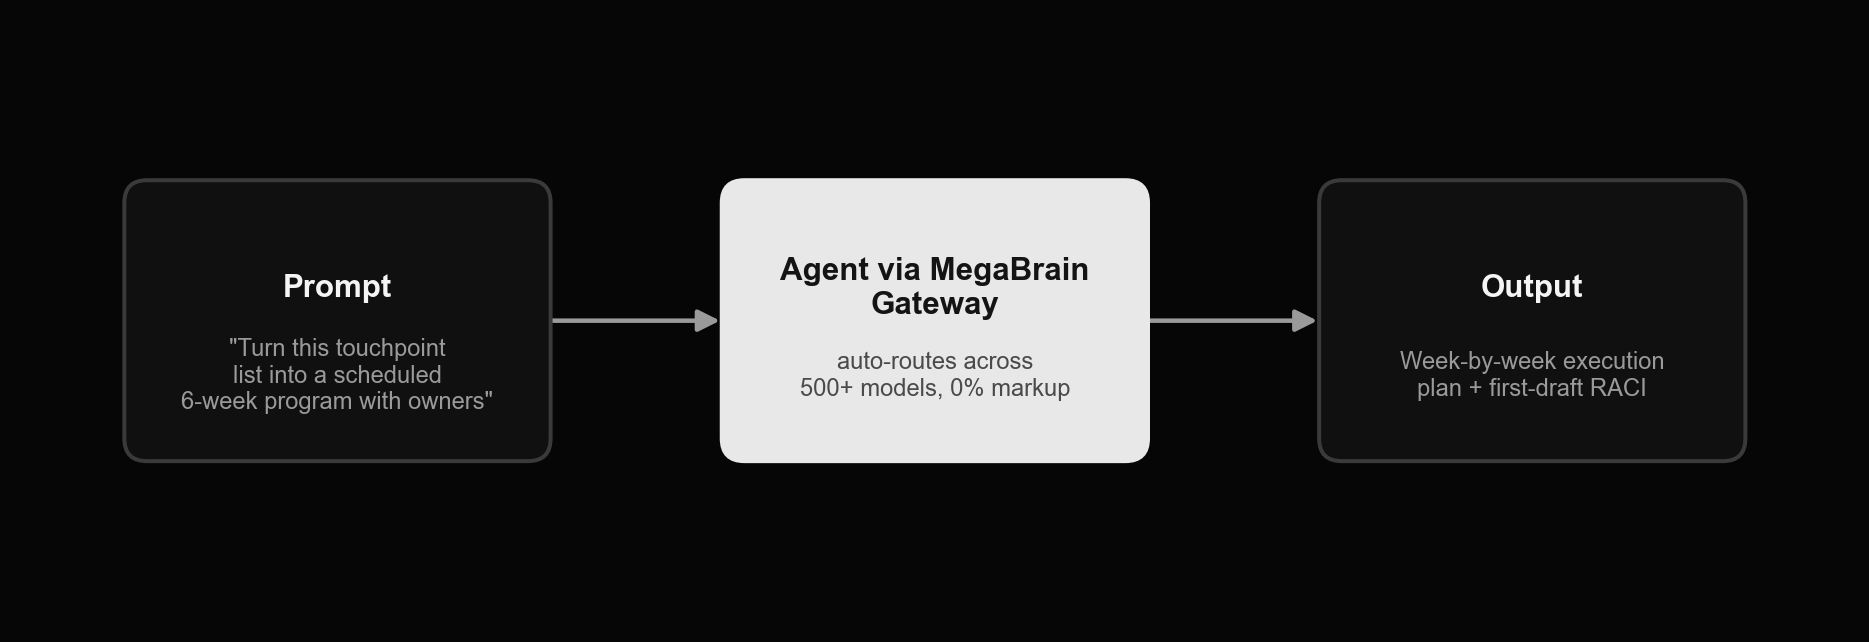 Prompt
"Turn this touchpoint
list into a scheduled
6-week program with owners"
Agent via MegaBrain
Gateway
auto-routes across
500+ models, 0% markup
Output
Week-by-week execution
plan + first-draft RACI